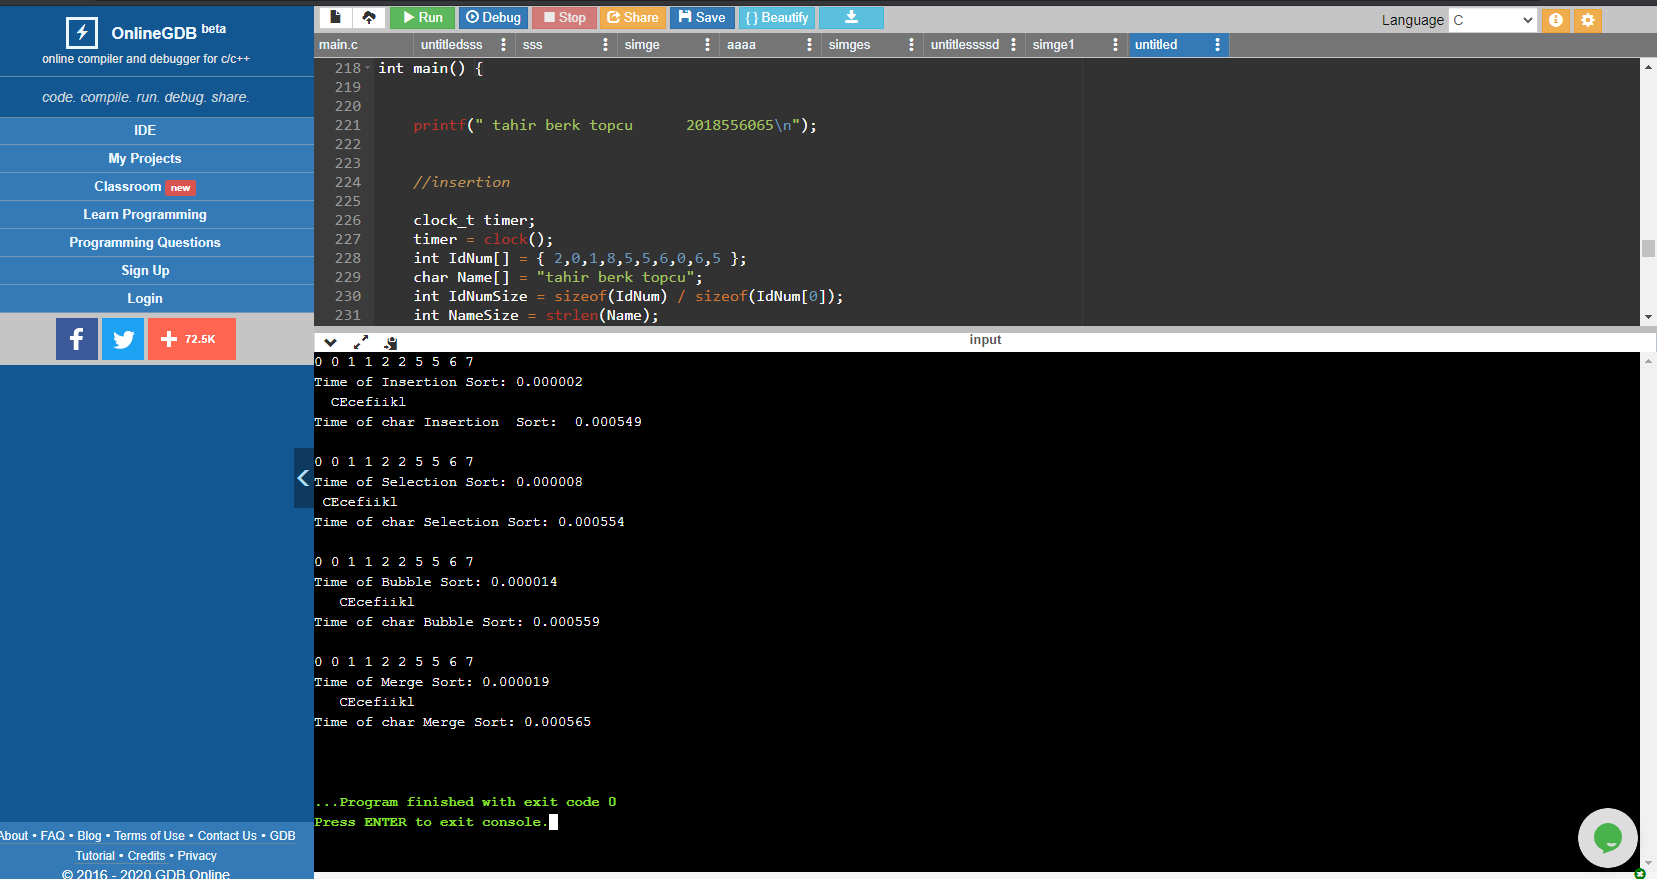 OnlineGDB beta
online compiler and debugger for c/c++
code. compile. run. debug. share.
IDE
My Projects
Classroom new
Learn Programming
Programming Questions
Sign Up
Login
72.5K
About • FAQ • Blog • Terms of Use • Contact Us • GDB
Tutorial • Credits • Privacy
© 2016 - 2020 GDB Online
Run Debug Stop Share Save { } Beautify
Language C
main.c untitledsss sss simge aaaa simges untitlessssd simge1 untitled
218 int main() {
219
220
221 printf(" tahir berk topcu      2018556065\n");
222
223
224 //insertion
225
226 clock_t timer;
227 timer = clock();
228 int IdNum[] = { 2,0,1,8,5,5,6,0,6,5 };
229 char Name[] = "tahir berk topcu";
230 int IdNumSize = sizeof(IdNum) / sizeof(IdNum[0]);
231 int NameSize = strlen(Name);
input
0 0 1 1 2 2 5 5 6 7
Time of Insertion Sort: 0.000002
CEcefiikl
Time of char Insertion  Sort:  0.000549
0 0 1 1 2 2 5 5 6 7
Time of Selection Sort: 0.000008
CEcefiikl
Time of char Selection Sort: 0.000554
0 0 1 1 2 2 5 5 6 7
Time of Bubble Sort: 0.000014
CEcefiikl
Time of char Bubble Sort: 0.000559
0 0 1 1 2 2 5 5 6 7
Time of Merge Sort: 0.000019
CEcefiikl
Time of char Merge Sort: 0.000565
...Program finished with exit code 0
Press ENTER to exit console.